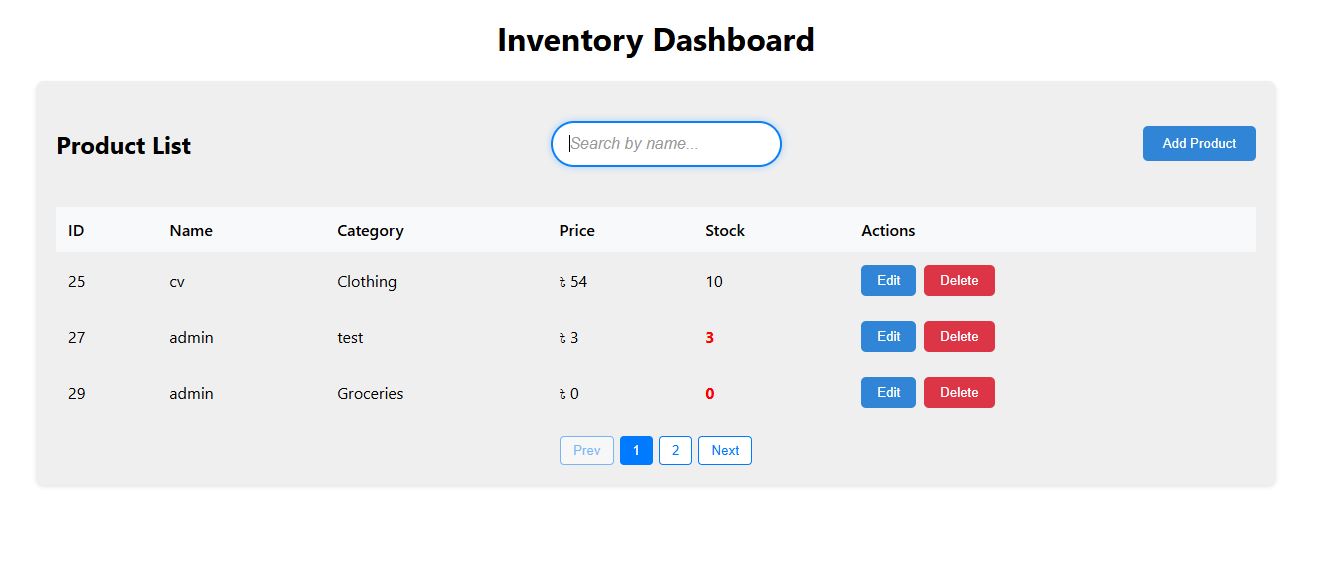 Inventory Dashboard
Product List Search by name... Add Product
ID Name Category Price Stock Actions
25 cv Clothing ৳ 54 10 Edit Delete
27 admin test ৳ 3 3 Edit Delete
29 admin Groceries ৳ 0 0 Edit Delete
Prev 1 2 Next